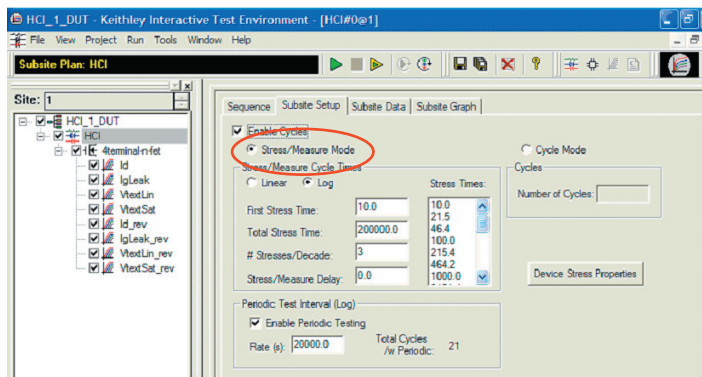 HCI_1_DUT - Keithley Interactive Test Environment - [HCI#0@1]
File View Project Run Tools Window Help
Subsite Plan: HCI
Site: 1
HCI_1_DUT
HCI
4terminal-n-fet
Id
IgLeak
VtextLin
VtextSat
Id_rev
IgLeak_rev
VtextLin_rev
VtextSat_rev
Sequence Subsite Setup Subsite Data Subsite Graph
Enable Cycles
Stress/Measure Mode Cycle Mode
Stress/Measure Cycle Times Cycles
Linear Log Stress Times:
Number of Cycles:
First Stress Time: 10.0
Total Stress Time: 200000.0
# Stresses/Decade: 3
Stress/Measure Delay: 0.0
10.0
21.5
46.4
100.0
215.4
464.2
1000.0
Device Stress Properties
Periodic Test Interval (Log)
Enable Periodic Testing
Rate (s): 20000.0 Total Cycles
/w Periodic: 21